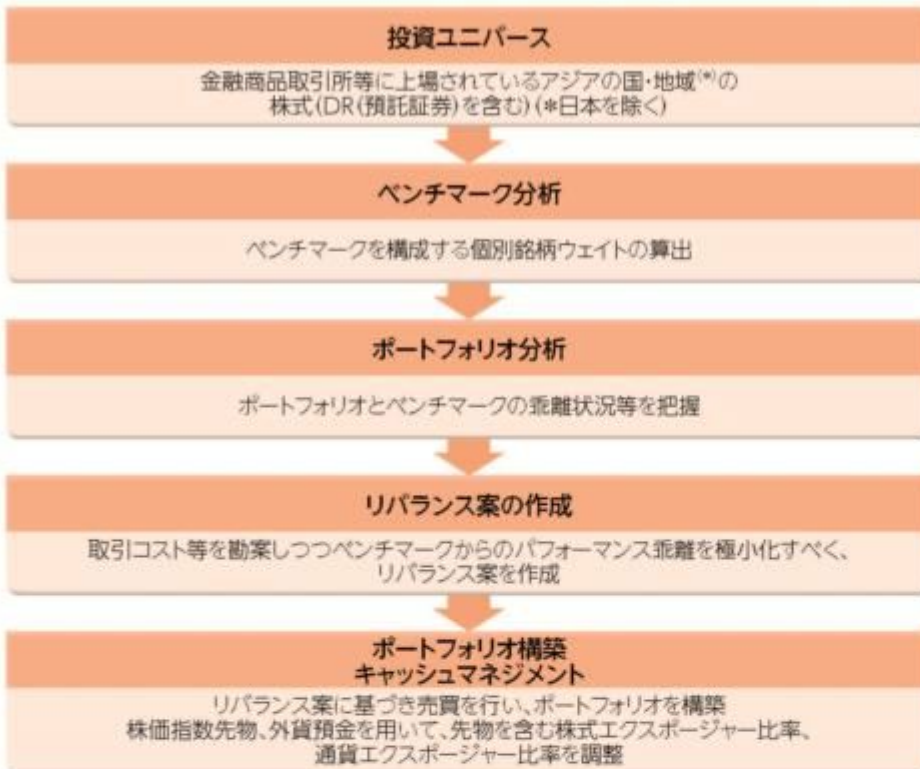 投資ユニバース
金融商品取引所等に上場されているアジアの国・地域(*)の
株式(DR(預託証券)を含む)(*日本を除く)
ベンチマーク分析
ベンチマークを構成する個別銘柄ウェイトの算出
ポートフォリオ分析
ポートフォリオとベンチマークの乖離状況等を把握
リバランス案の作成
取引コスト等を勘案しつつベンチマークからのパフォーマンス乖離を極小化すべく、
リバランス案を作成
ポートフォリオ構築
キャッシュマネジメント
リバランス案に基づき売買を行い、ポートフォリオを構築
株価指数先物、外貨預金を用いて、先物を含む株式エクスポージャー比率、
通貨エクスポージャー比率を調整